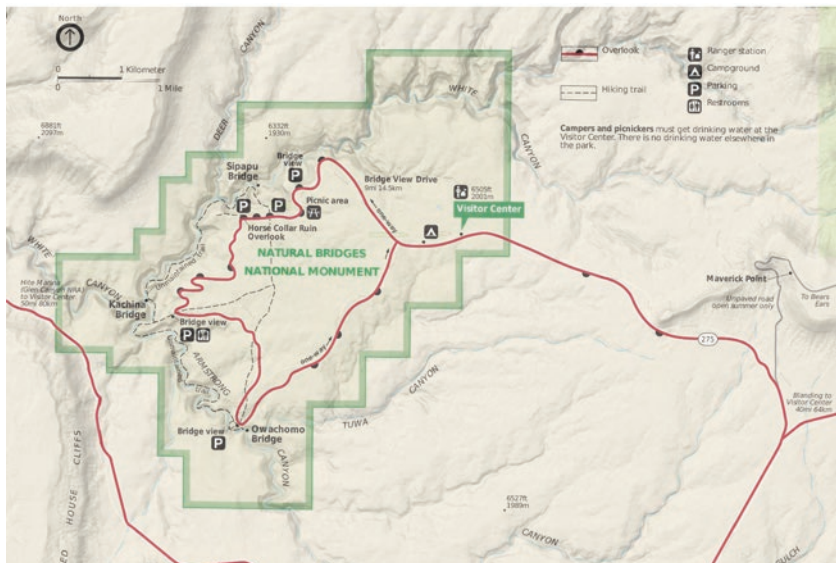 North
0
1 Kilometer
0
1 Mile
CANYON
DEER
WHITE
CANYON
Overlook
Hiking trail
Ranger station
Campground
P
Parking
Restrooms
Campers and picnickers must get drinking water at the
Visitor Center. There is no drinking water elsewhere in
the park.
6332ft
1930m
Sipapu
Bridge
Bridge
view
P
P
P
Picnic area
Bridge View Drive
9mi 14.5km
6505ft
2001m
Visitor Center
Horse Collar Ruin
Overlook
NATURAL BRIDGES
NATIONAL MONUMENT
WHITE
CANYON
Hite Marina
(Glen Canyon NRA)
to Visitor Center
50mi 80km
Kachina
Bridge
Bridge view
P
ARMSTRONG
CANYON
Bridge view
P
Owachomo
Bridge
TUWA
CANYON
Maverick Point
Unpaved road
open summer only
To Bears
Ears
275
Blanding to
Visitor Center
40mi 64km
HOUSE
CLIFFS
6527ft
1989m
CANYON